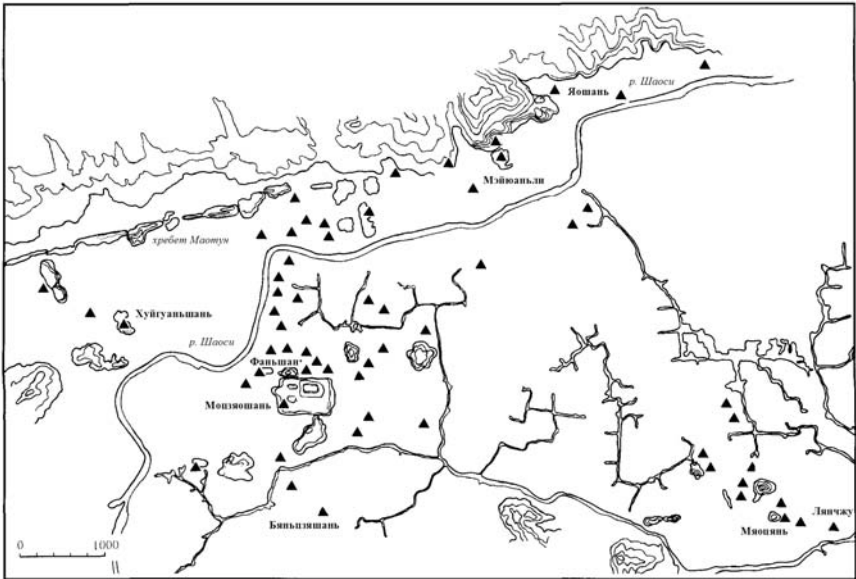 р. Шаоси
Яошань
Мэйюаньли
хребет Маотун
Хуйгуаньшань
р. Шаоси
Фаньшань
Моцзяошань
Бяньцзяшань
Лянчжу
Мяоцянь
0 1000